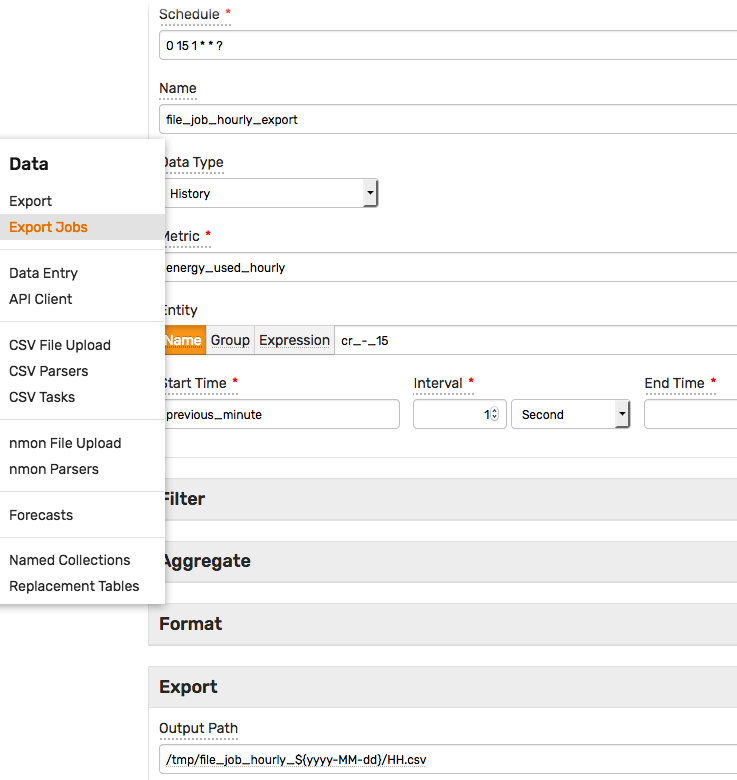 Schedule *
0 15 1 * * ?
Name
file_job_hourly_export
Data
Export
Export Jobs
Data Entry
API Client
CSV File Upload
CSV Parsers
CSV Tasks
nmon File Upload
nmon Parsers
Forecasts
Named Collections
Replacement Tables
Data Type
History
Metric *
energy_used_hourly
Entity
Name Group Expression cr_-_15
Start Time * Interval * End Time *
previous_minute 1 Second
Filter
Aggregate
Format
Export
Output Path
/tmp/file_job_hourly_${yyyy-MM-dd}/HH.csv